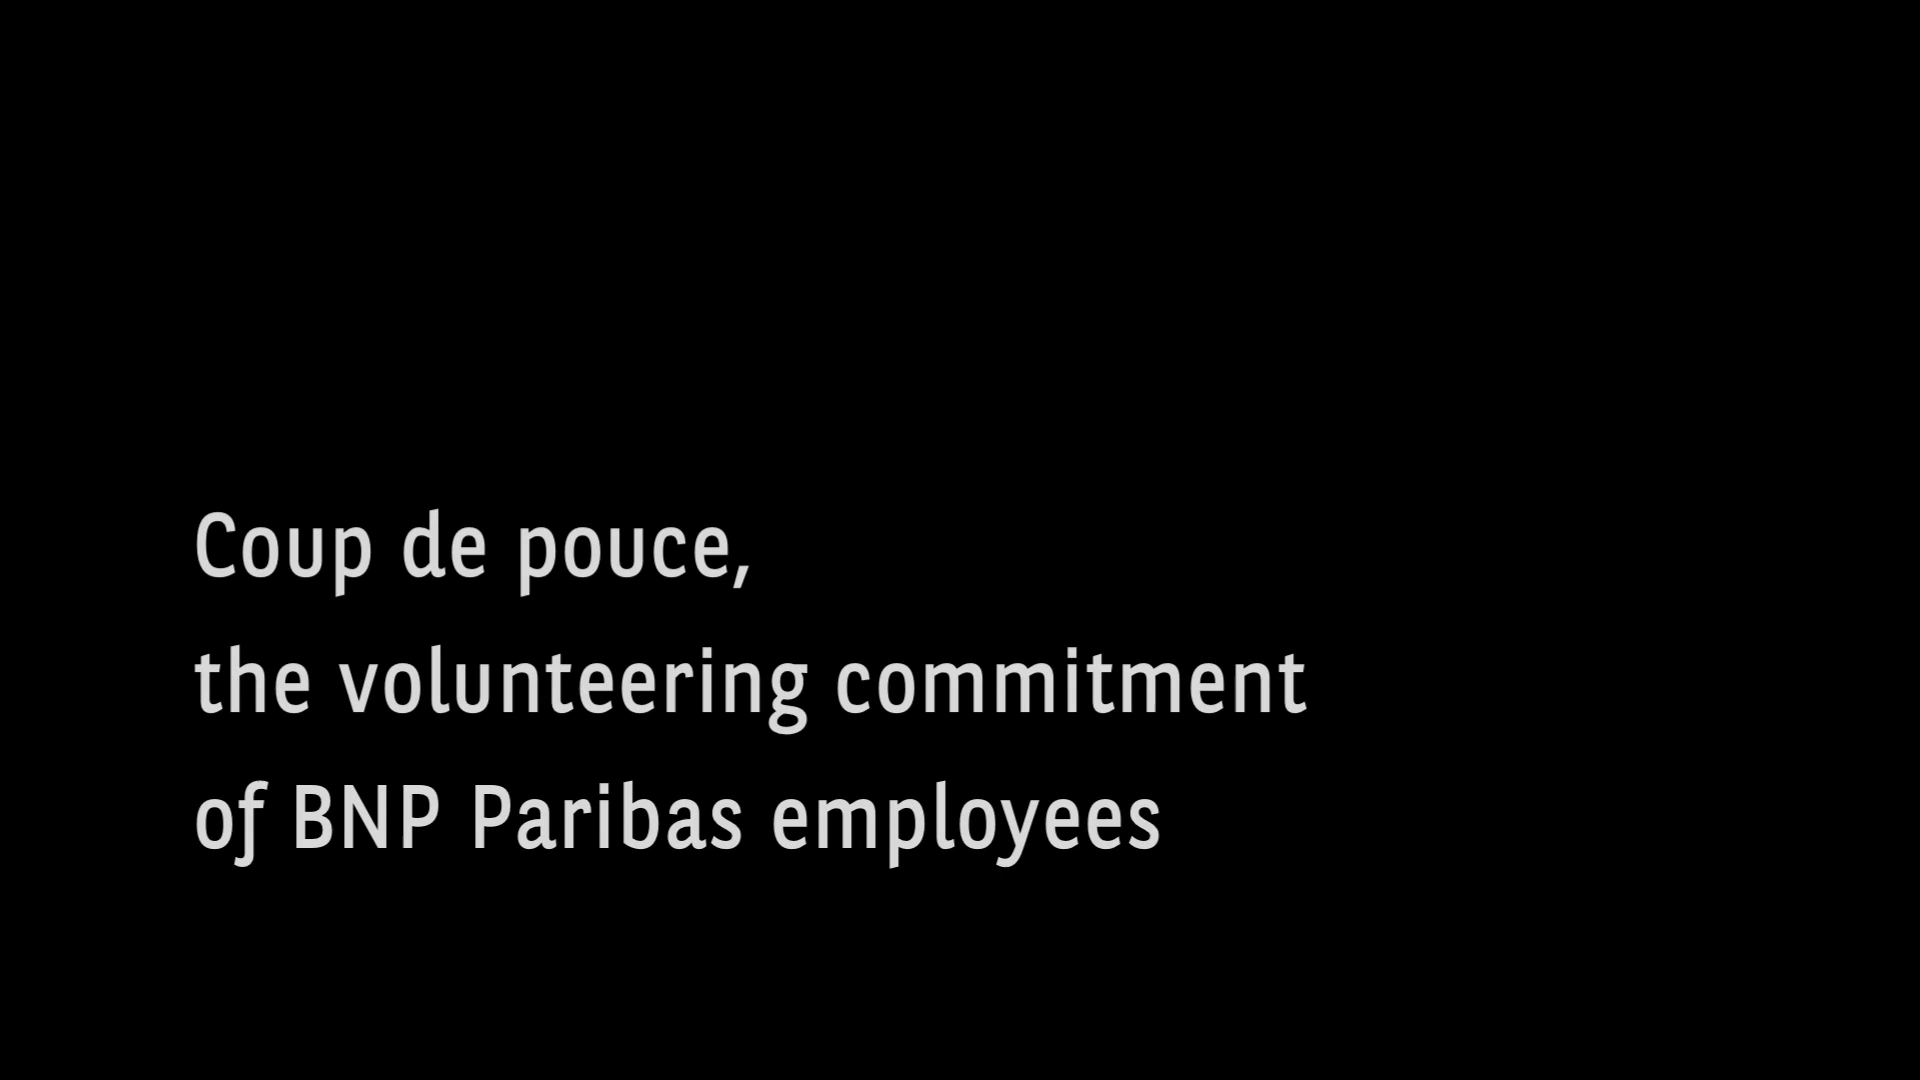 Coup de pouce,
the volunteering commitment
of BNP Paribas employees